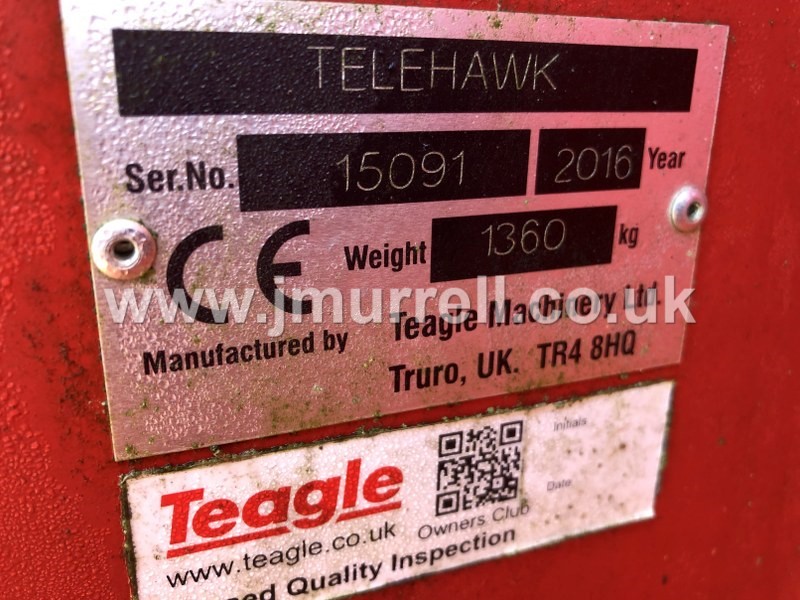 TELEHAWK
Ser.No. 15091 2016 Year
CE Weight 1360 kg
www.jmurrell.co.uk
Manufactured by Teagle Machinery Ltd.
Truro, UK. TR4 8HQ
Teagle
www.teagle.co.uk
Owners Club
Initials
Date
Quality Inspection